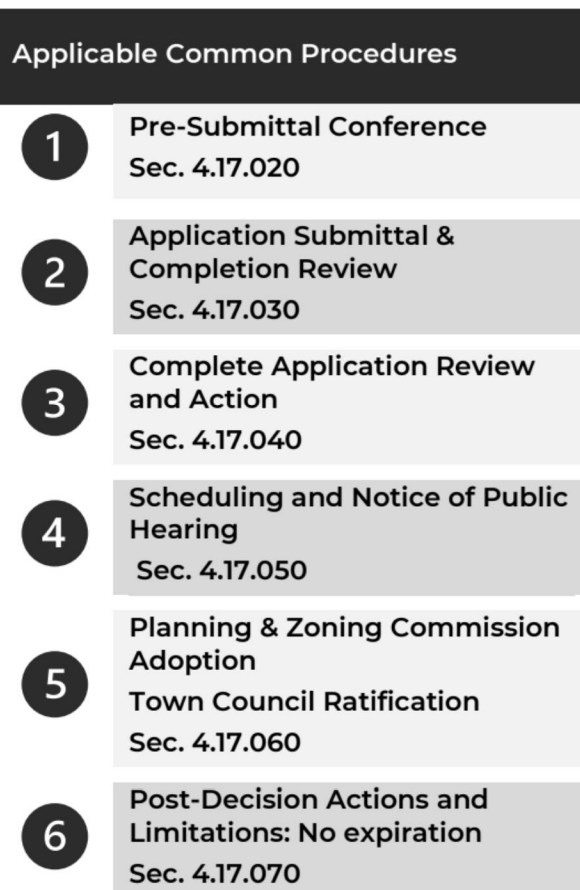 Applicable Common Procedures
1
Pre-Submittal Conference
Sec. 4.17.020
2
Application Submittal &
Completion Review
Sec. 4.17.030
3
Complete Application Review
and Action
Sec. 4.17.040
4
Scheduling and Notice of Public
Hearing
Sec. 4.17.050
5
Planning & Zoning Commission
Adoption
Town Council Ratification
Sec. 4.17.060
6
Post-Decision Actions and
Limitations: No expiration
Sec. 4.17.070